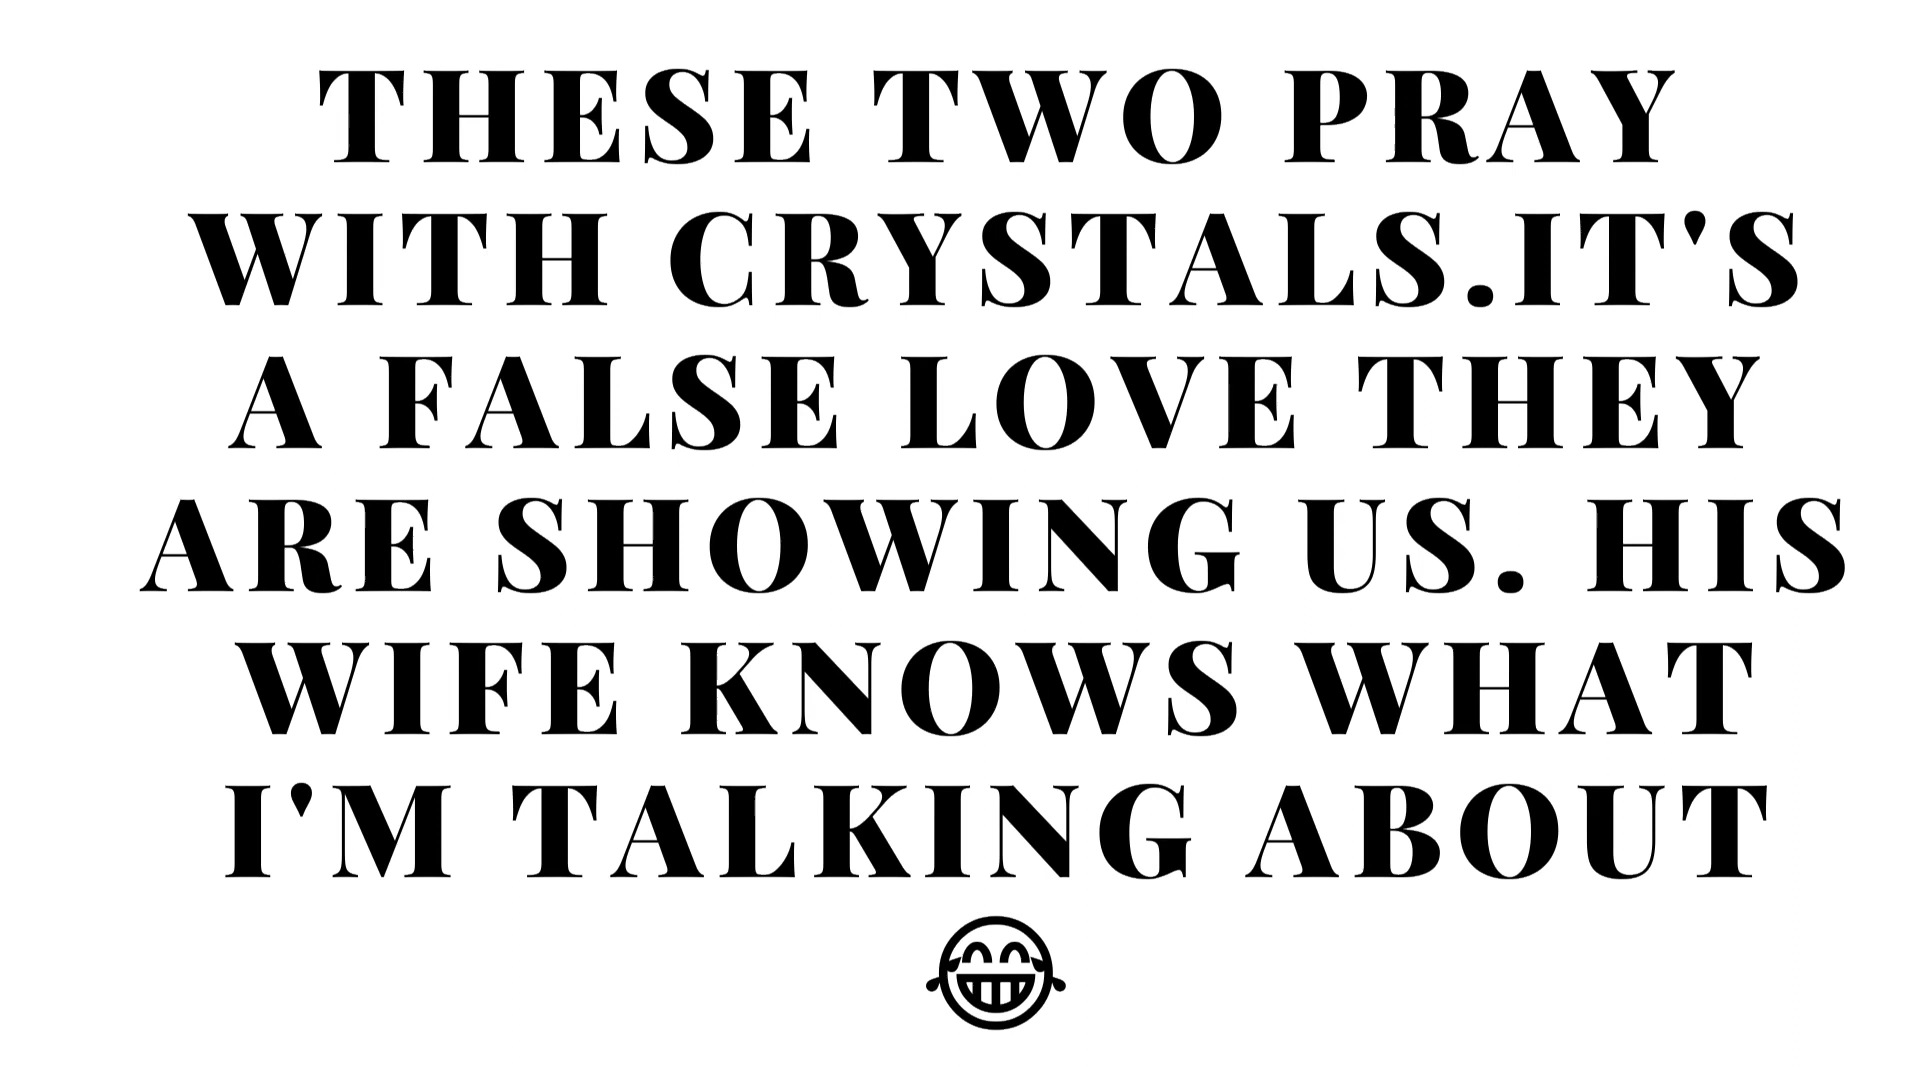 THESE TWO PRAY
WITH CRYSTALS.IT'S
A FALSE LOVE THEY
ARE SHOWING US. HIS
WIFE KNOWS WHAT
I'M TALKING ABOUT
😂